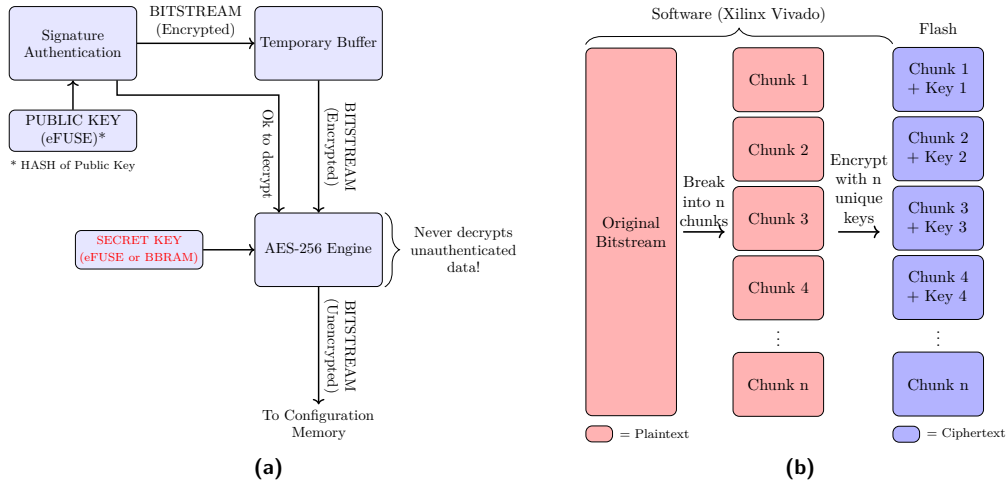 BITSTREAM
(Encrypted)
Signature
Authentication
Temporary Buffer
PUBLIC KEY
(eFUSE)*
* HASH of Public Key
Ok to decrypt
BITSTREAM
(Encrypted)
SECRET KEY
(eFUSE or BBRAM)
AES-256 Engine
Never decrypts
unauthenticated
data!
BITSTREAM
(Unencrypted)
To Configuration
Memory
(a)
Software (Xilinx Vivado)
Flash
Original
Bitstream
Break
into n
chunks
Chunk 1
Chunk 2
Chunk 3
Chunk 4
⋮
Chunk n
Encrypt
with n
unique
keys
Chunk 1
+ Key 1
Chunk 2
+ Key 2
Chunk 3
+ Key 3
Chunk 4
+ Key 4
⋮
Chunk n
= Plaintext
= Ciphertext
(b)